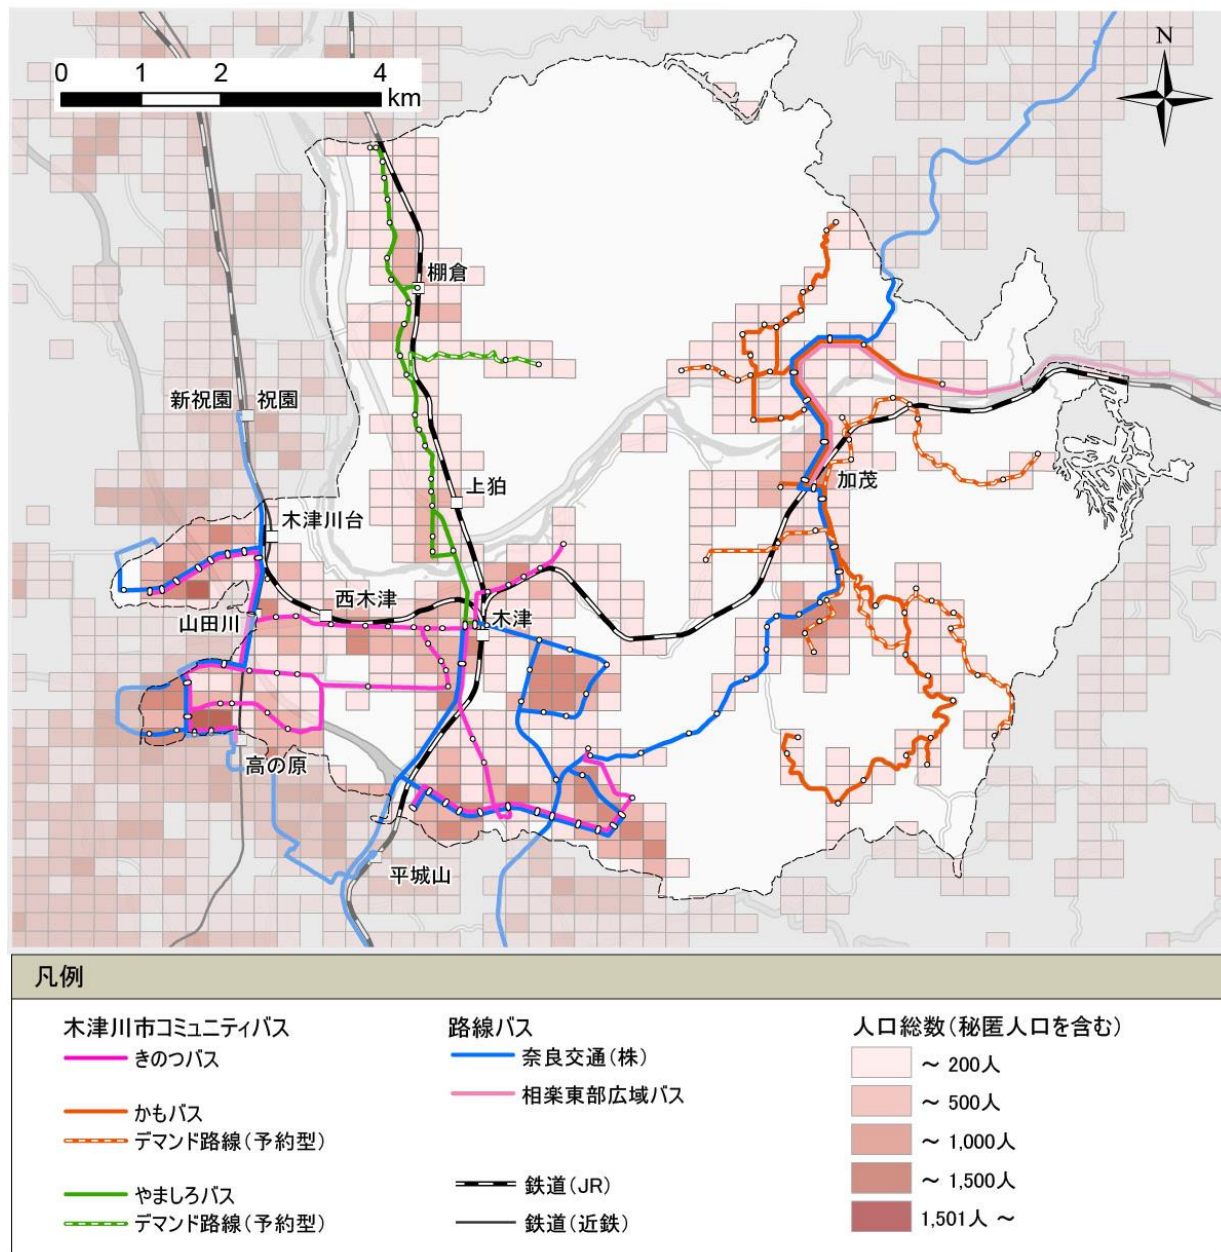 0 1 2 4
km
N
棚倉
新祝園 祝園
上狛
加茂
木津川台
西木津
山田川
木津
高の原
平城山
凡例
木津川市コミュニティバス
きのつバス
かもバス
デマンド路線(予約型)
やましろバス
デマンド路線(予約型)
路線バス
奈良交通(株)
相楽東部広域バス
鉄道(JR)
鉄道(近鉄)
人口総数(秘匿人口を含む)
~ 200人
~ 500人
~ 1,000人
~ 1,500人
1,501人 ~